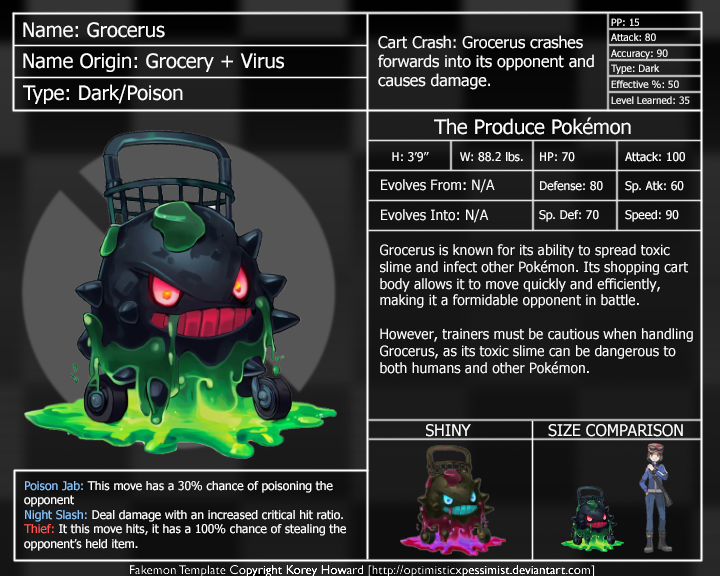 Name: Grocerus
Name Origin: Grocery + Virus
Type: Dark/Poison
Cart Crash: Grocerus crashes
forwards into its opponent and
causes damage.
PP: 15
Attack: 80
Accuracy: 90
Type: Dark
Effective %: 50
Level Learned: 35
The Produce Pokémon
H: 3'9"
W: 88.2 lbs.
HP: 70
Attack: 100
Evolves From: N/A
Defense: 80
Sp. Atk: 60
Evolves Into: N/A
Sp. Def: 70
Speed: 90
Grocerus is known for its ability to spread toxic
slime and infect other Pokémon. Its shopping cart
body allows it to move quickly and efficiently,
making it a formidable opponent in battle.
However, trainers must be cautious when handling
Grocerus, as its toxic slime can be dangerous to
both humans and other Pokémon.
SHINY
SIZE COMPARISON
Poison Jab: This move has a 30% chance of poisoning the
opponent
Night Slash: Deal damage with an increased critical hit ratio.
Thief: It this move hits, it has a 100% chance of stealing the
opponent's held item.
Fakemon Template Copyright Korey Howard [http://optimisticxpessimist.deviantart.com]